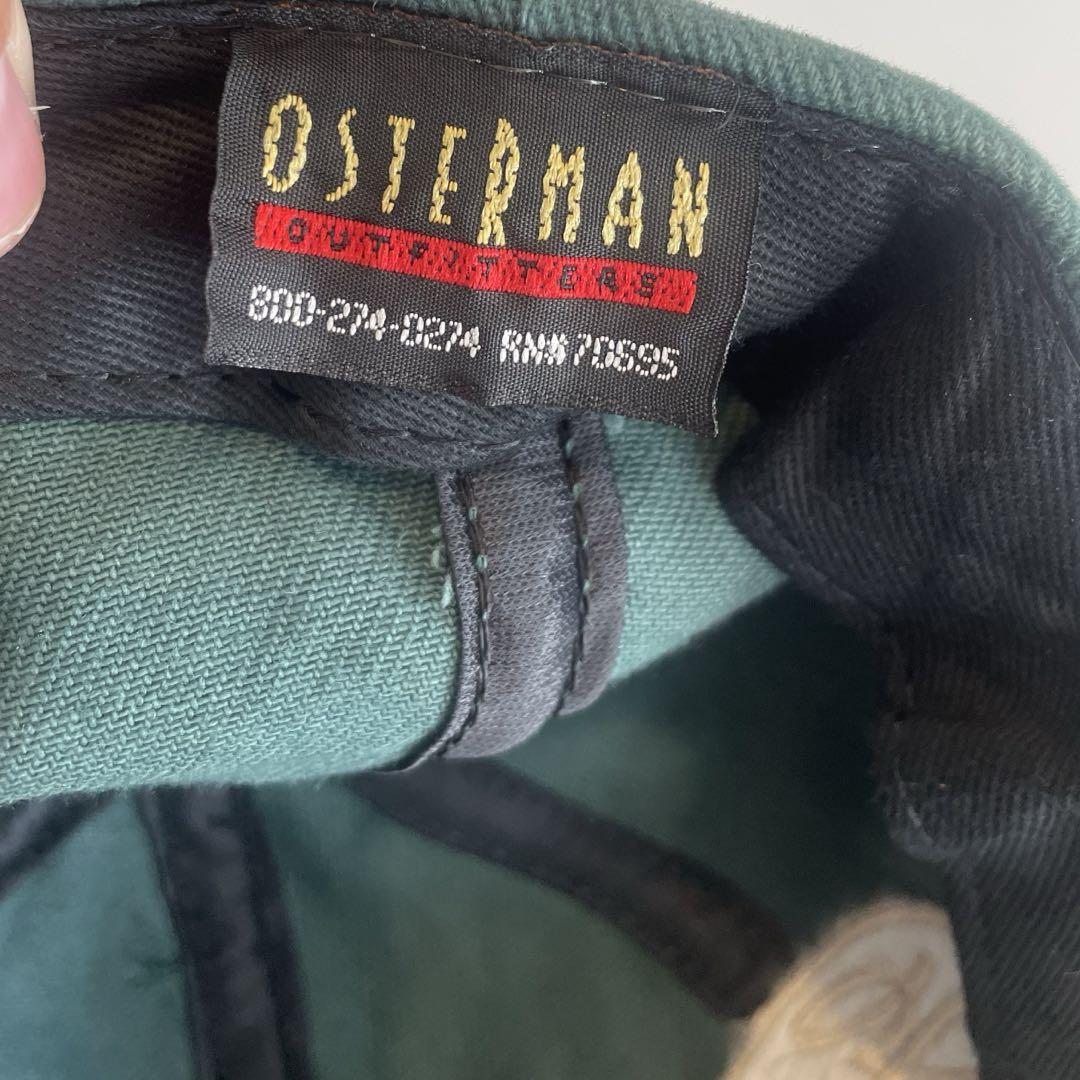 OSTERMAN
OUTFITTERS
800-274-0274 RN# 70695